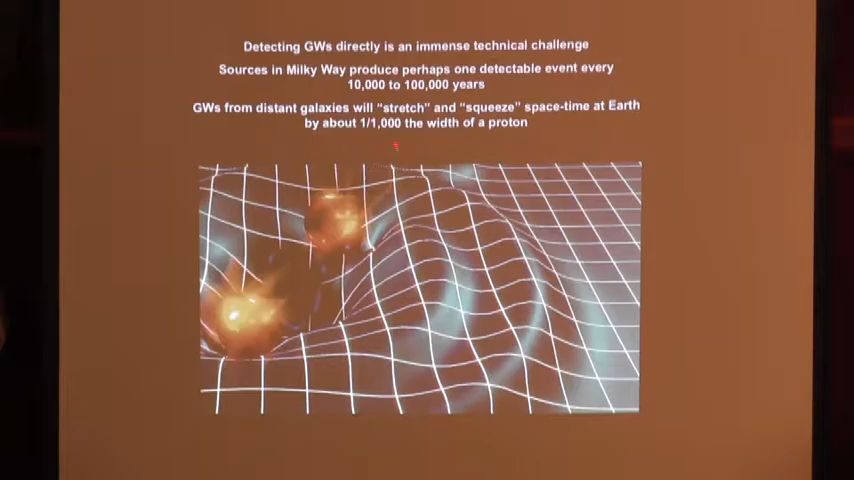 Detecting GWs directly is an immense technical challenge
Sources in Milky Way produce perhaps one detectable event every
10,000 to 100,000 years
GWs from distant galaxies will "stretch" and "squeeze" space-time at Earth
by about 1/1,000 the width of a proton